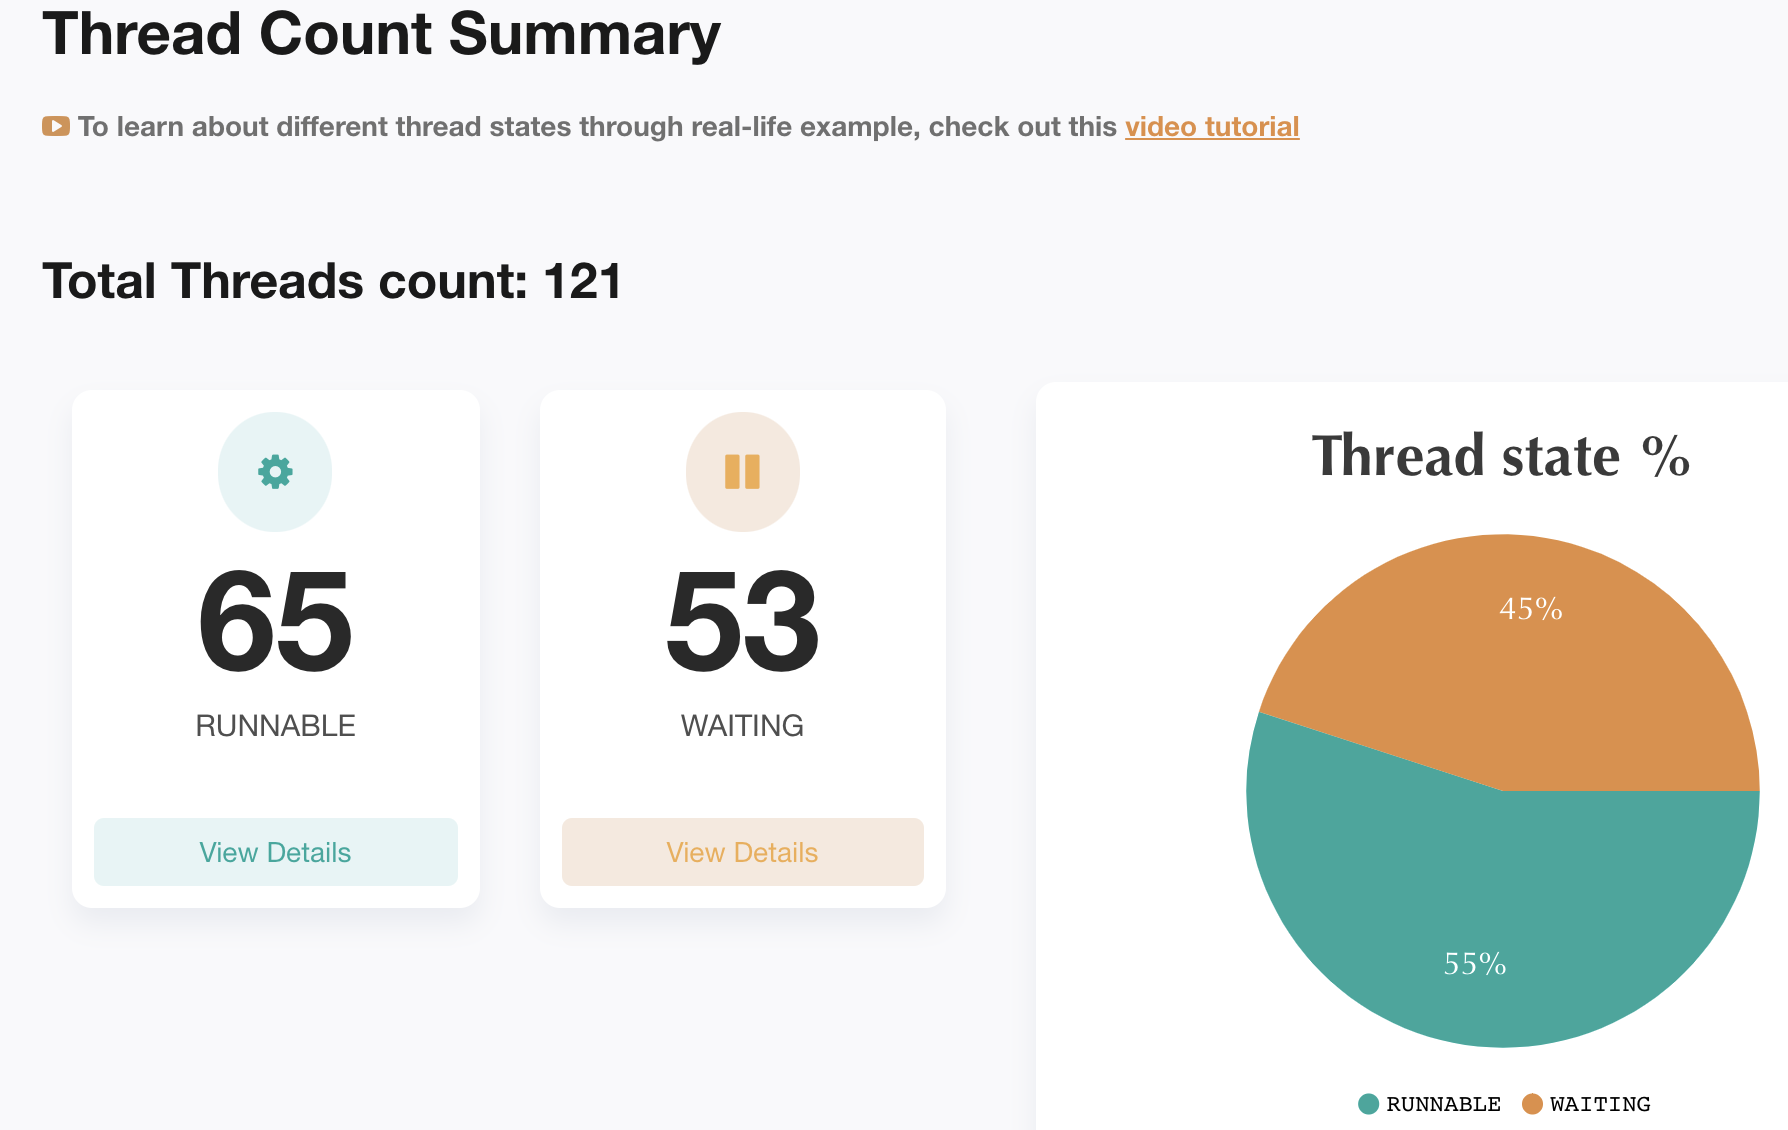 Thread Count Summary
To learn about different thread states through real-life example, check out this video tutorial
Total Threads count: 121
65
RUNNABLE
View Details
53
WAITING
View Details
Thread state %
45%
55%
RUNNABLE
WAITING